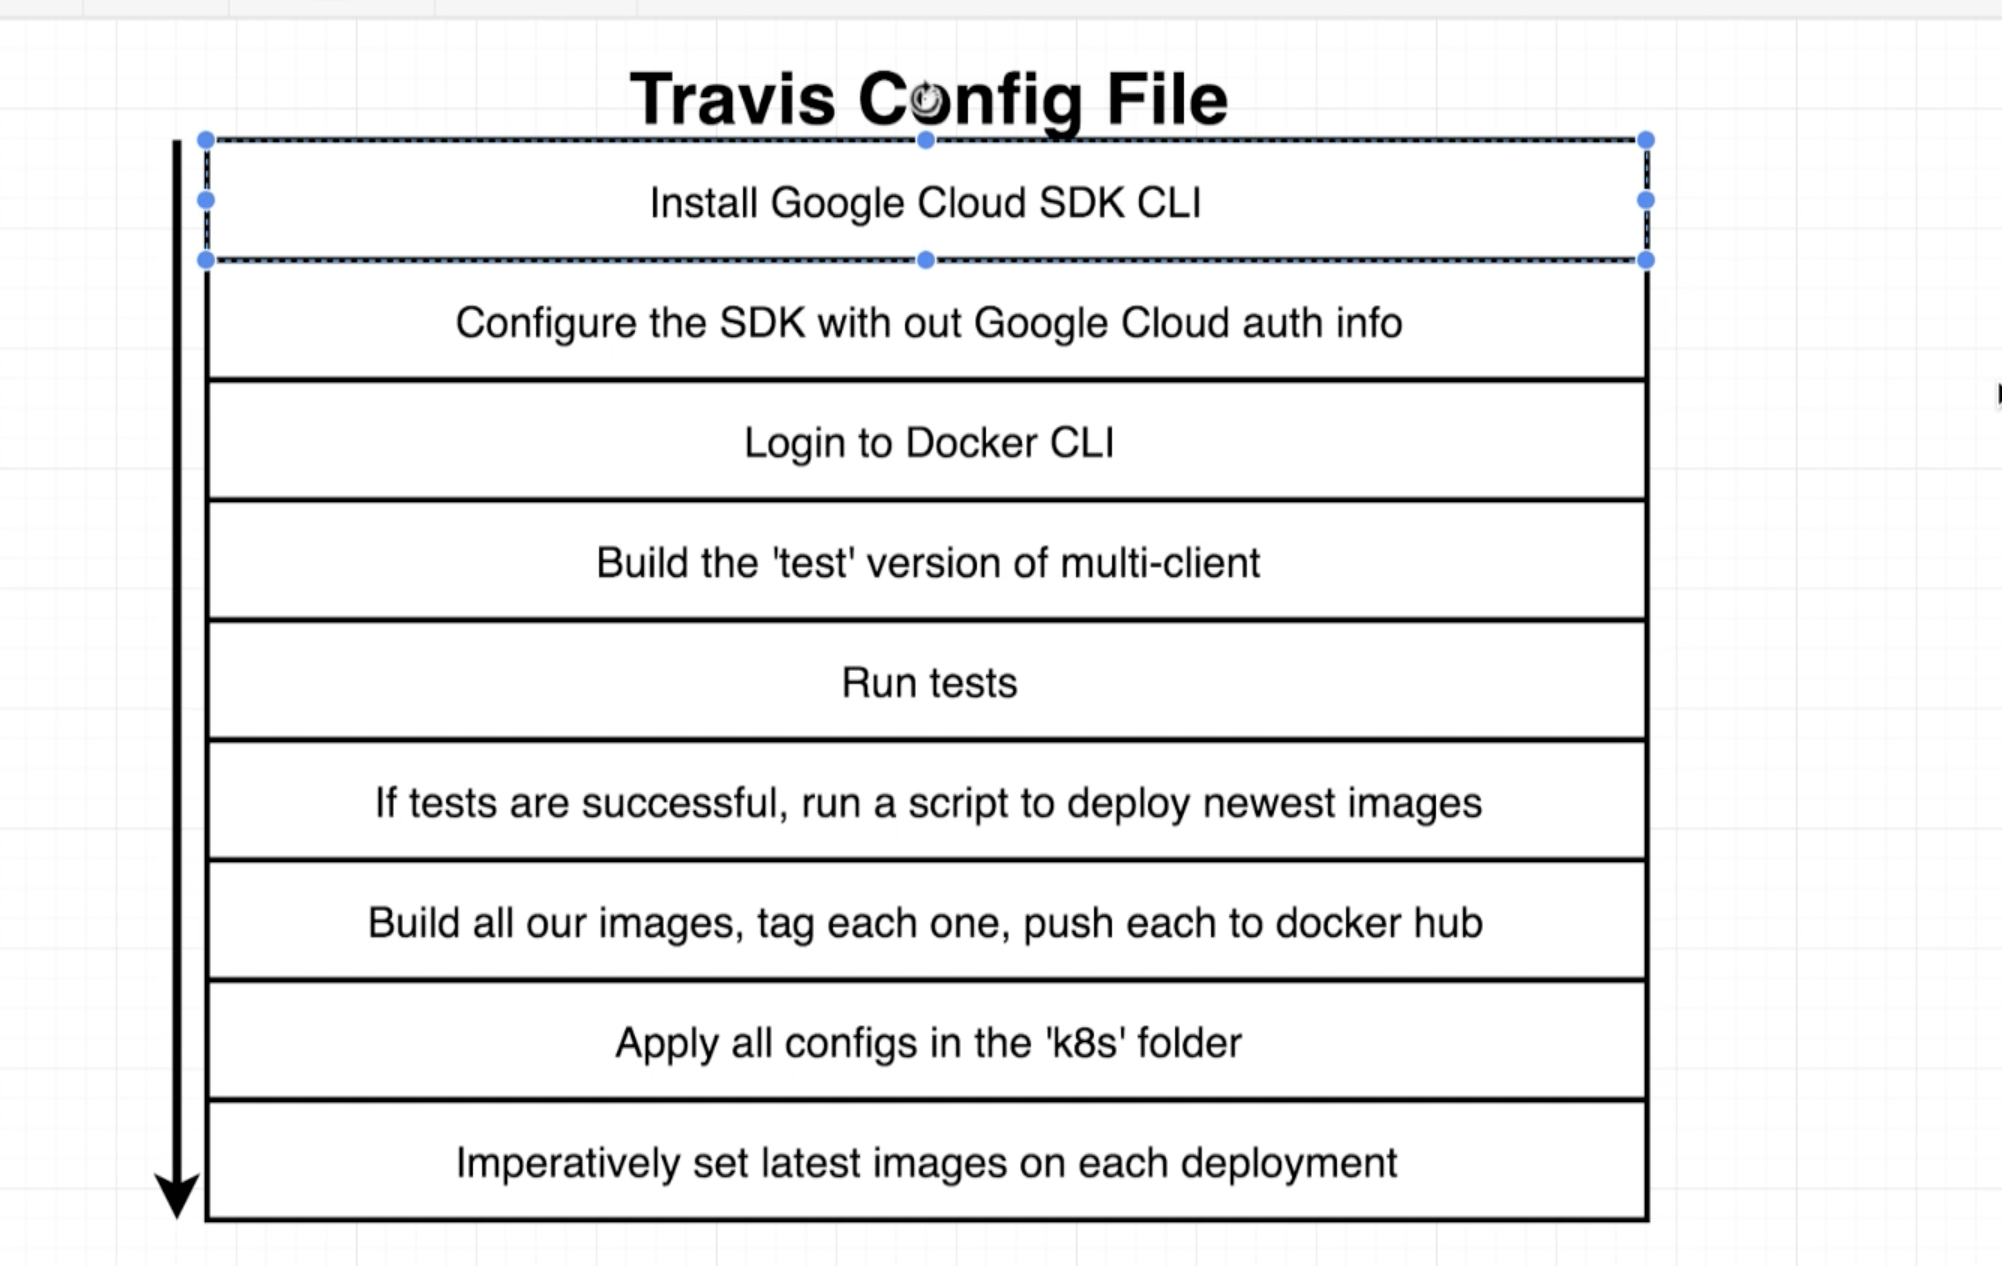 Travis Config File
Install Google Cloud SDK CLI
Configure the SDK with out Google Cloud auth info
Login to Docker CLI
Build the 'test' version of multi-client
Run tests
If tests are successful, run a script to deploy newest images
Build all our images, tag each one, push each to docker hub
Apply all configs in the 'k8s' folder
Imperatively set latest images on each deployment